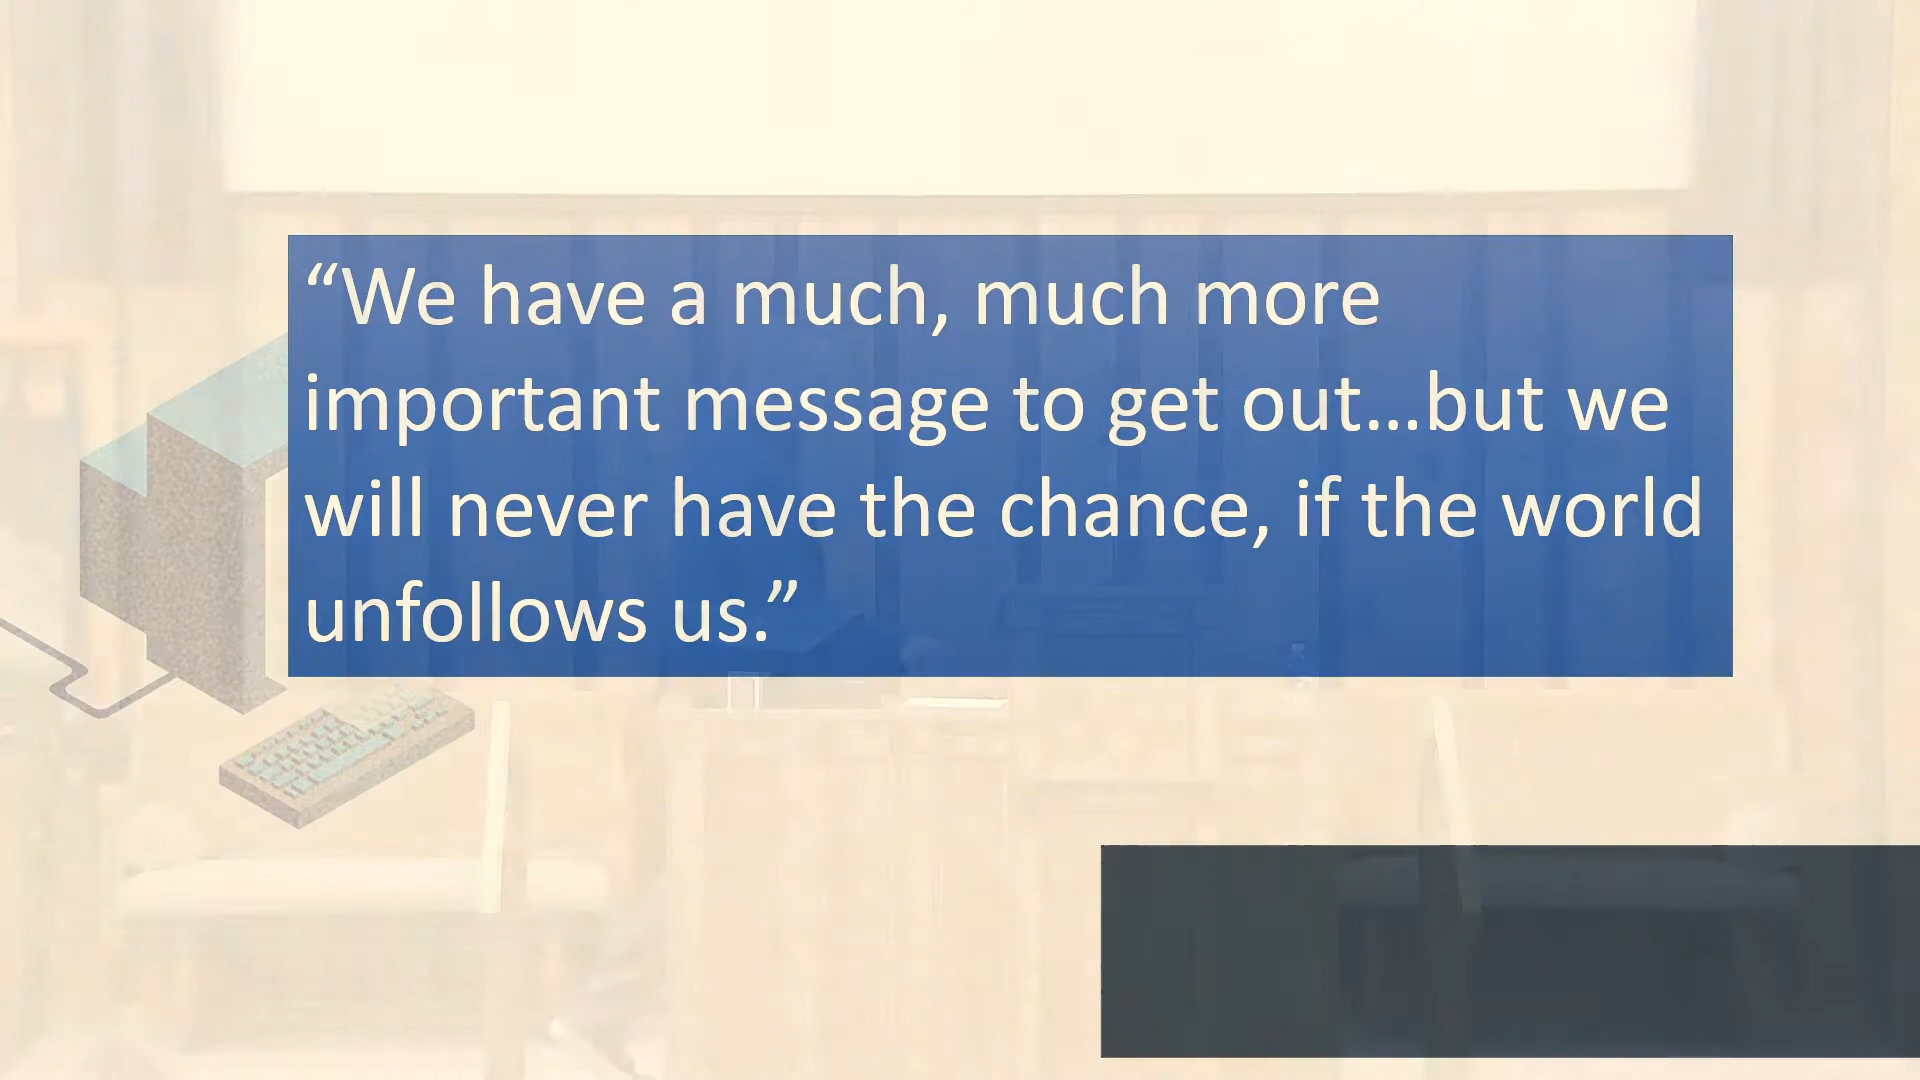 “We have a much, much more
important message to get out...but we
will never have the chance, if the world
unfollows us.”